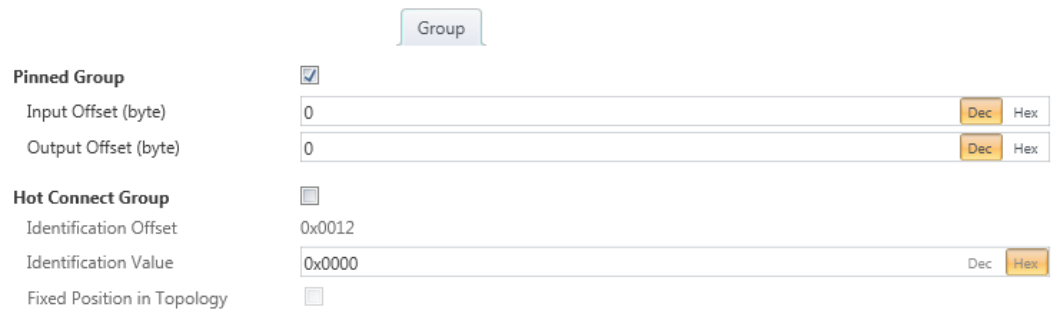 Group
Pinned Group
Input Offset (byte) 0 Dec Hex
Output Offset (byte) 0 Dec Hex
Hot Connect Group
Identification Offset 0x0012
Identification Value 0x0000 Dec Hex
Fixed Position in Topology